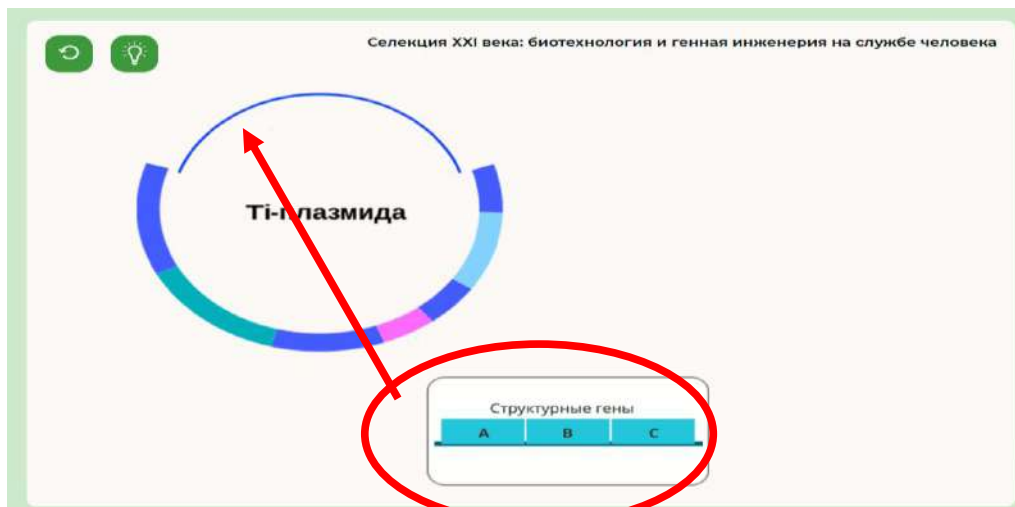 Селекция XXI века: биотехнология и генная инженерия на службе человека
Ti-плазмида
Структурные гены
A B C